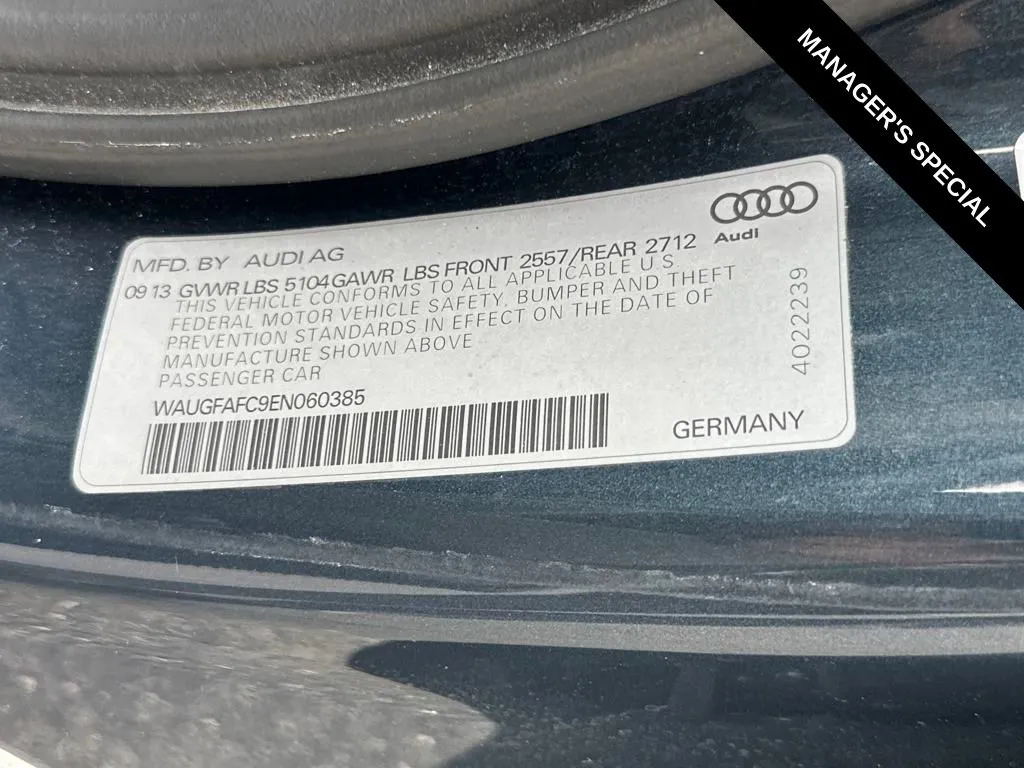 MANAGER'S SPECIAL
Audi
MFD. BY AUDI AG
09 13 GVWR LBS 5104 GAWR LBS FRONT 2557/REAR 2712
THIS VEHICLE CONFORMS TO ALL APPLICABLE U.S.
FEDERAL MOTOR VEHICLE SAFETY, BUMPER AND THEFT
PREVENTION STANDARDS IN EFFECT ON THE DATE OF
MANUFACTURE SHOWN ABOVE
PASSENGER CAR
4022239
WAUGFAFC9EN060385
GERMANY